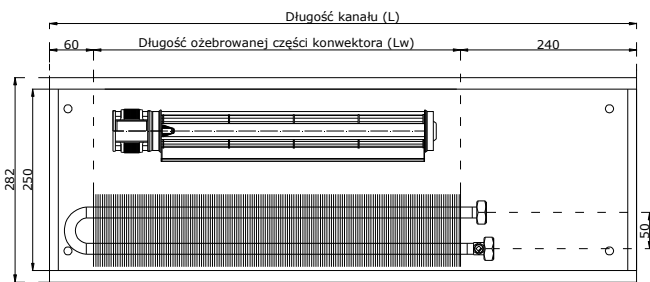 Długość kanału (L)
60
Długość ożebrowanej części konwektora (Lw)
240
282
250
50